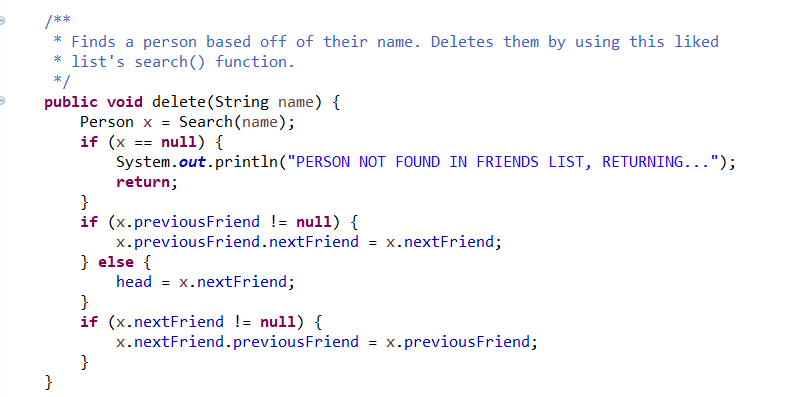 /**
 * Finds a person based off of their name. Deletes them by using this liked
 * list's search() function.
 */
public void delete(String name) {
    Person x = Search(name);
    if (x == null) {
        System.out.println("PERSON NOT FOUND IN FRIENDS LIST, RETURNING...");
        return;
    }
    if (x.previousFriend != null) {
        x.previousFriend.nextFriend = x.nextFriend;
    } else {
        head = x.nextFriend;
    }
    if (x.nextFriend != null) {
        x.nextFriend.previousFriend = x.previousFriend;
    }
}